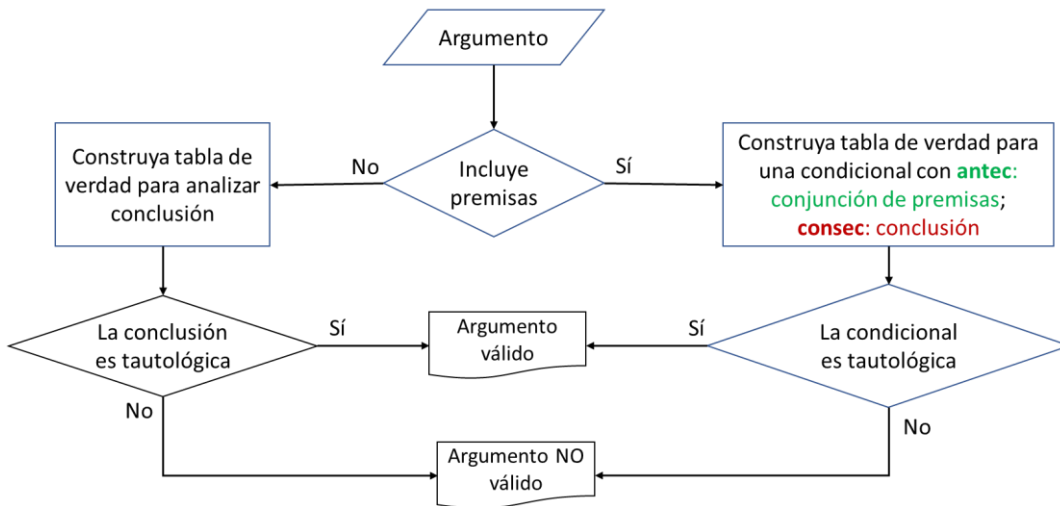 Argumento
Construya tabla de
verdad para analizar
conclusión
No
Incluye
premisas
Sí
Construya tabla de verdad para
una condicional con antec:
conjunción de premisas;
consec: conclusión
La conclusión
es tautológica
Sí
Argumento
válido
Sí
La condicional
es tautológica
No
No
Argumento NO
válido